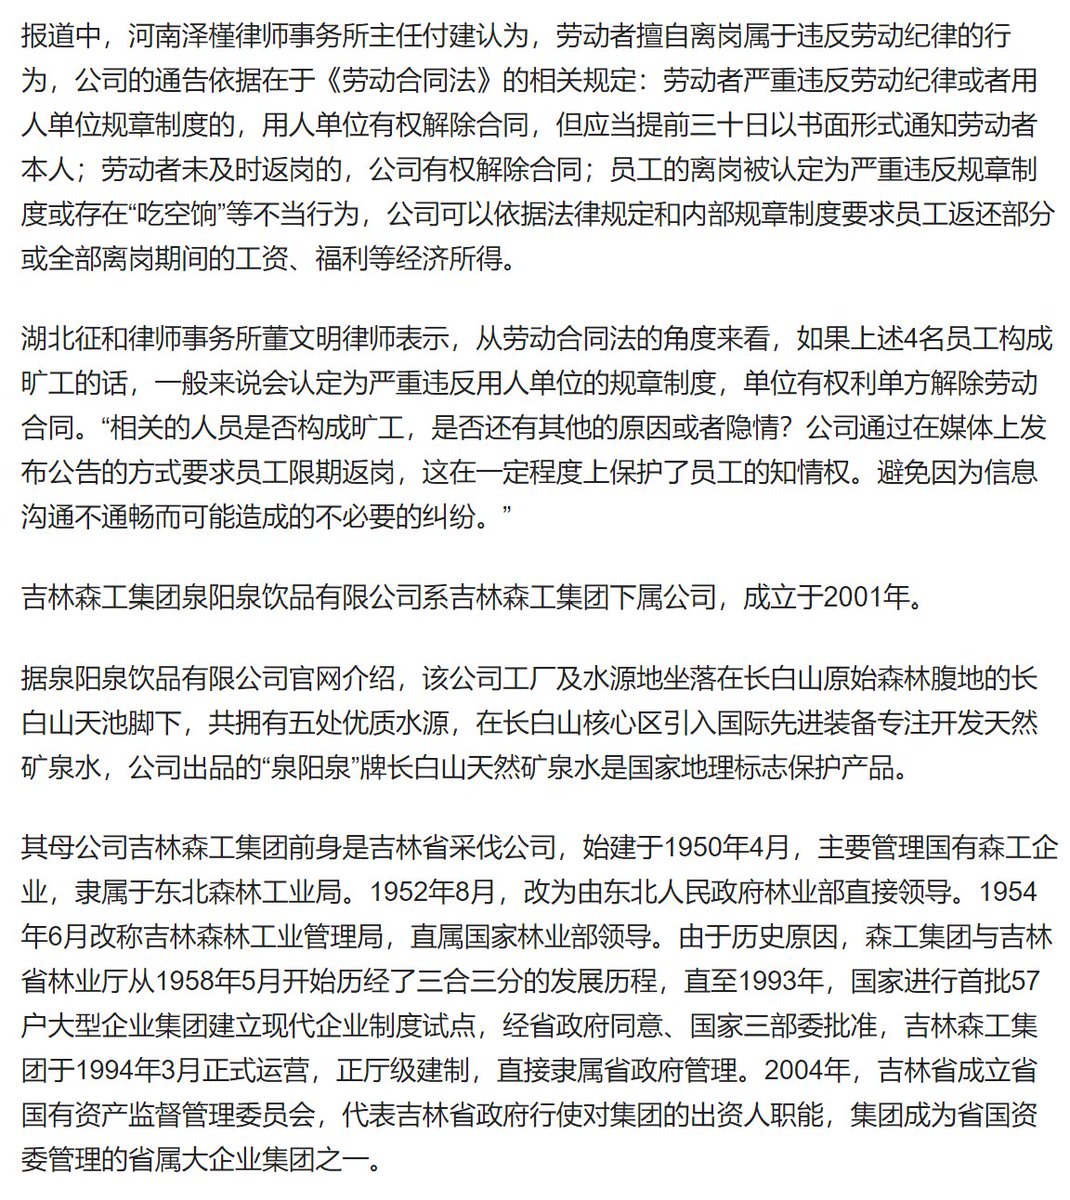 报道中，河南泽槿律师事务所主任付建认为，劳动者擅自离岗属于违反劳动纪律的行
为，公司的通告依据在于《劳动合同法》的相关规定：劳动者严重违反劳动纪律或者用
人单位规章制度的，用人单位有权解除合同，但应当提前三十日以书面形式通知劳动者
本人；劳动者未及时返岗的，公司有权解除合同；员工的离岗被认定为严重违反规章制
度或存在“吃空饷”等不当行为，公司可以依据法律规定和内部规章制度要求员工返还部分
或全部离岗期间的工资、福利等经济所得。
湖北征和律师事务所董文明律师表示，从劳动合同法的角度来看，如果上述4名员工构成
旷工的话，一般来说会认定为严重违反用人单位的规章制度，单位有权利单方解除劳动
合同。“相关的人员是否构成旷工，是否还有其他的原因或者隐情？公司通过在媒体上发
布公告的方式要求员工限期返岗，这在一定程度上保护了员工的知情权。避免因为信息
沟通不通畅而可能造成的不必要的纠纷。”
吉林森工集团泉阳泉饮品有限公司系吉林森工集团下属公司，成立于2001年。
据泉阳泉饮品有限公司官网介绍，该公司工厂及水源地坐落在长白山原始森林腹地的长
白山天池脚下，共拥有五处优质水源，在长白山核心区引入国际先进装备专注开发天然
矿泉水，公司出品的“泉阳泉”牌长白山天然矿泉水是国家地理标志保护产品。
其母公司吉林森工集团前身是吉林省采伐公司，始建于1950年4月，主要管理国有森工企
业，隶属于东北森林工业局。1952年8月，改为由东北人民政府林业部直接领导。1954
年6月改称吉林森林工业管理局，直属国家林业部领导。由于历史原因，森工集团与吉林
省林业厅从1958年5月开始历经了三合三分的发展历程，直至1993年，国家进行首批57
户大型企业集团建立现代企业制度试点，经省政府同意、国家三部委批准，吉林森工集
团于1994年3月正式运营，正厅级建制，直接隶属省政府管理。2004年，吉林省成立省
国有资产监督管理委员会，代表吉林省政府行使对集团的出资人职能，集团成为省国资
委管理的省属大企业集团之一。